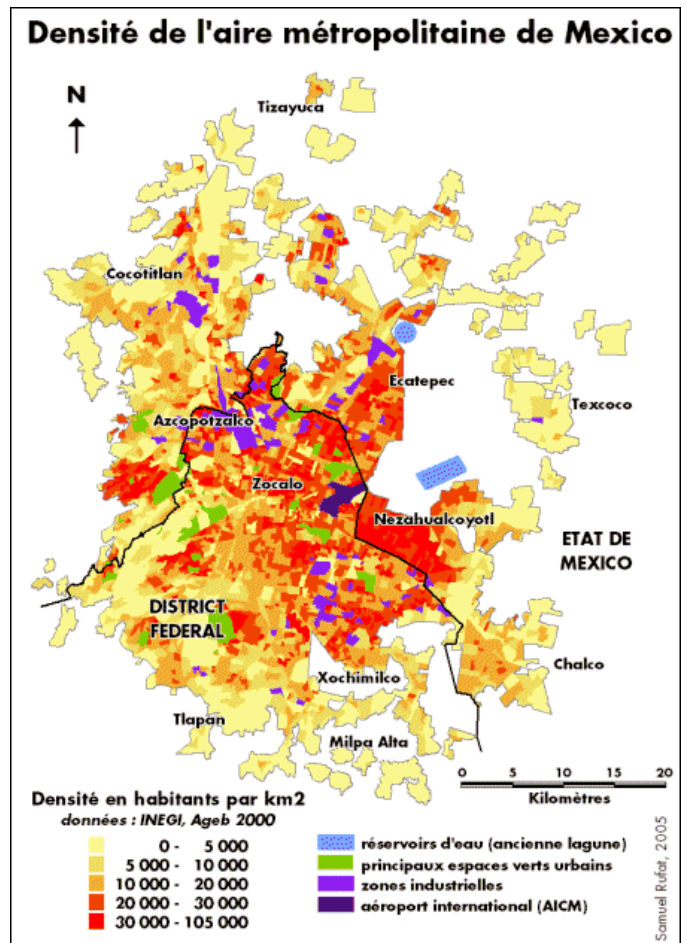 Densité de l'aire métropolitaine de Mexico
N
Tizayuca
Cocotitlan
Ecatepec
Texcoco
Azcopotzalco
Zocalo
Nezahualcoyotl
ETAT DE
MEXICO
DISTRICT
FEDERAL
Chalco
Xochimilco
Tlapan
Milpa Alta
0 5 10 15 20
Kilomètres
Densité en habitants par km2
données : INEGI, Ageb 2000
0 - 5 000
5 000 - 10 000
10 000 - 20 000
20 000 - 30 000
30 000 - 105 000
réservoirs d'eau (ancienne lagune)
principaux espaces verts urbains
zones industrielles
aéroport international (AICM)
Samuel Rufat, 2005